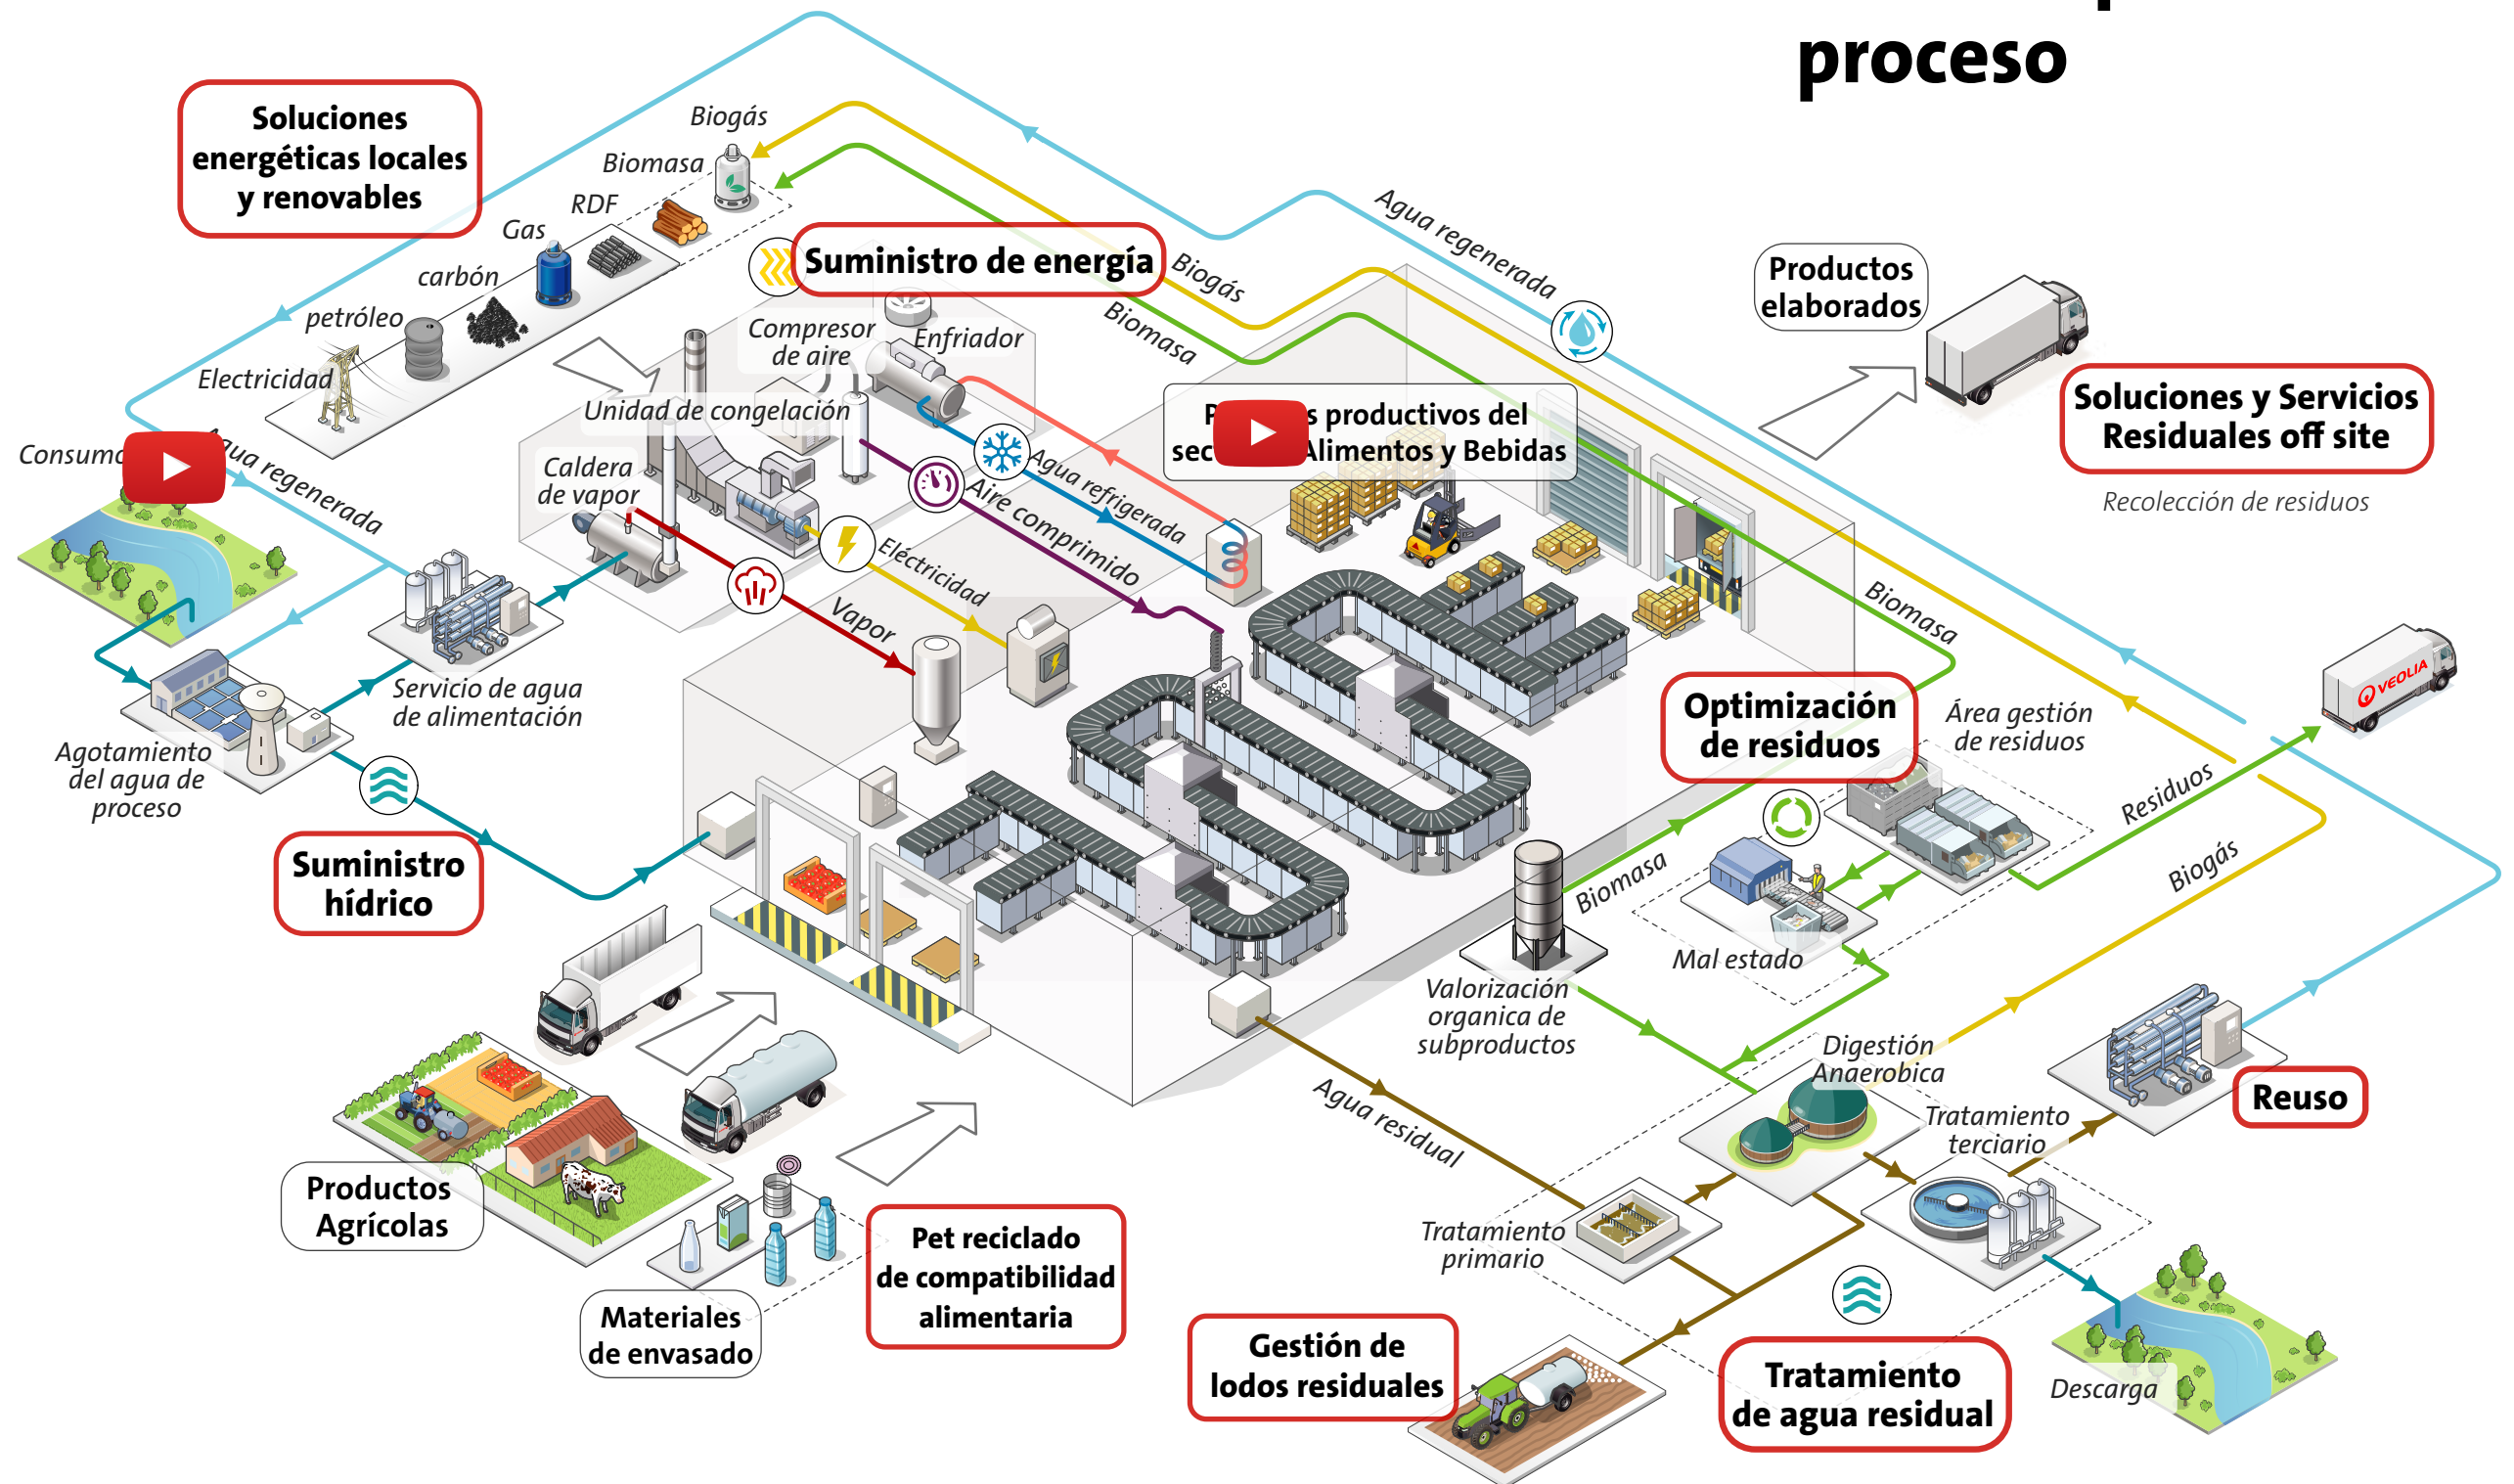 proceso
Soluciones
energéticas locales
y renovables
Biogás
Biomasa
RDF
Gas
carbón
petróleo
Electricidad
Suministro de energía
Biogás
Biomasa
Agua regenerada
Productos
elaborados
Soluciones y Servicios
Residuales off site
Recolección de residuos
Compresor
de aire
Enfriador
Unidad de congelación
Caldera
de vapor
productivos del
Alimentos y Bebidas
Agua regenerada
Agua refrigerada
Aire comprimido
Eléctricidad
Vapor
Servicio de agua
de alimentación
Agotamiento
del agua de
proceso
Suministro
hídrico
Biomasa
Optimización
de residuos
Área gestión
de residuos
VEOLIA
Residuos
Biogás
Biomasa
Mal estado
Valorización
organica de
subproductos
Digestión
Anaerobica
Tratamiento
terciario
Reuso
Agua residual
Tratamiento
primario
Productos
Agrícolas
Materiales
de envasado
Pet reciclado
de compatibilidad
alimentaria
Gestión de
lodos residuales
Tratamiento
de agua residual
Descarga